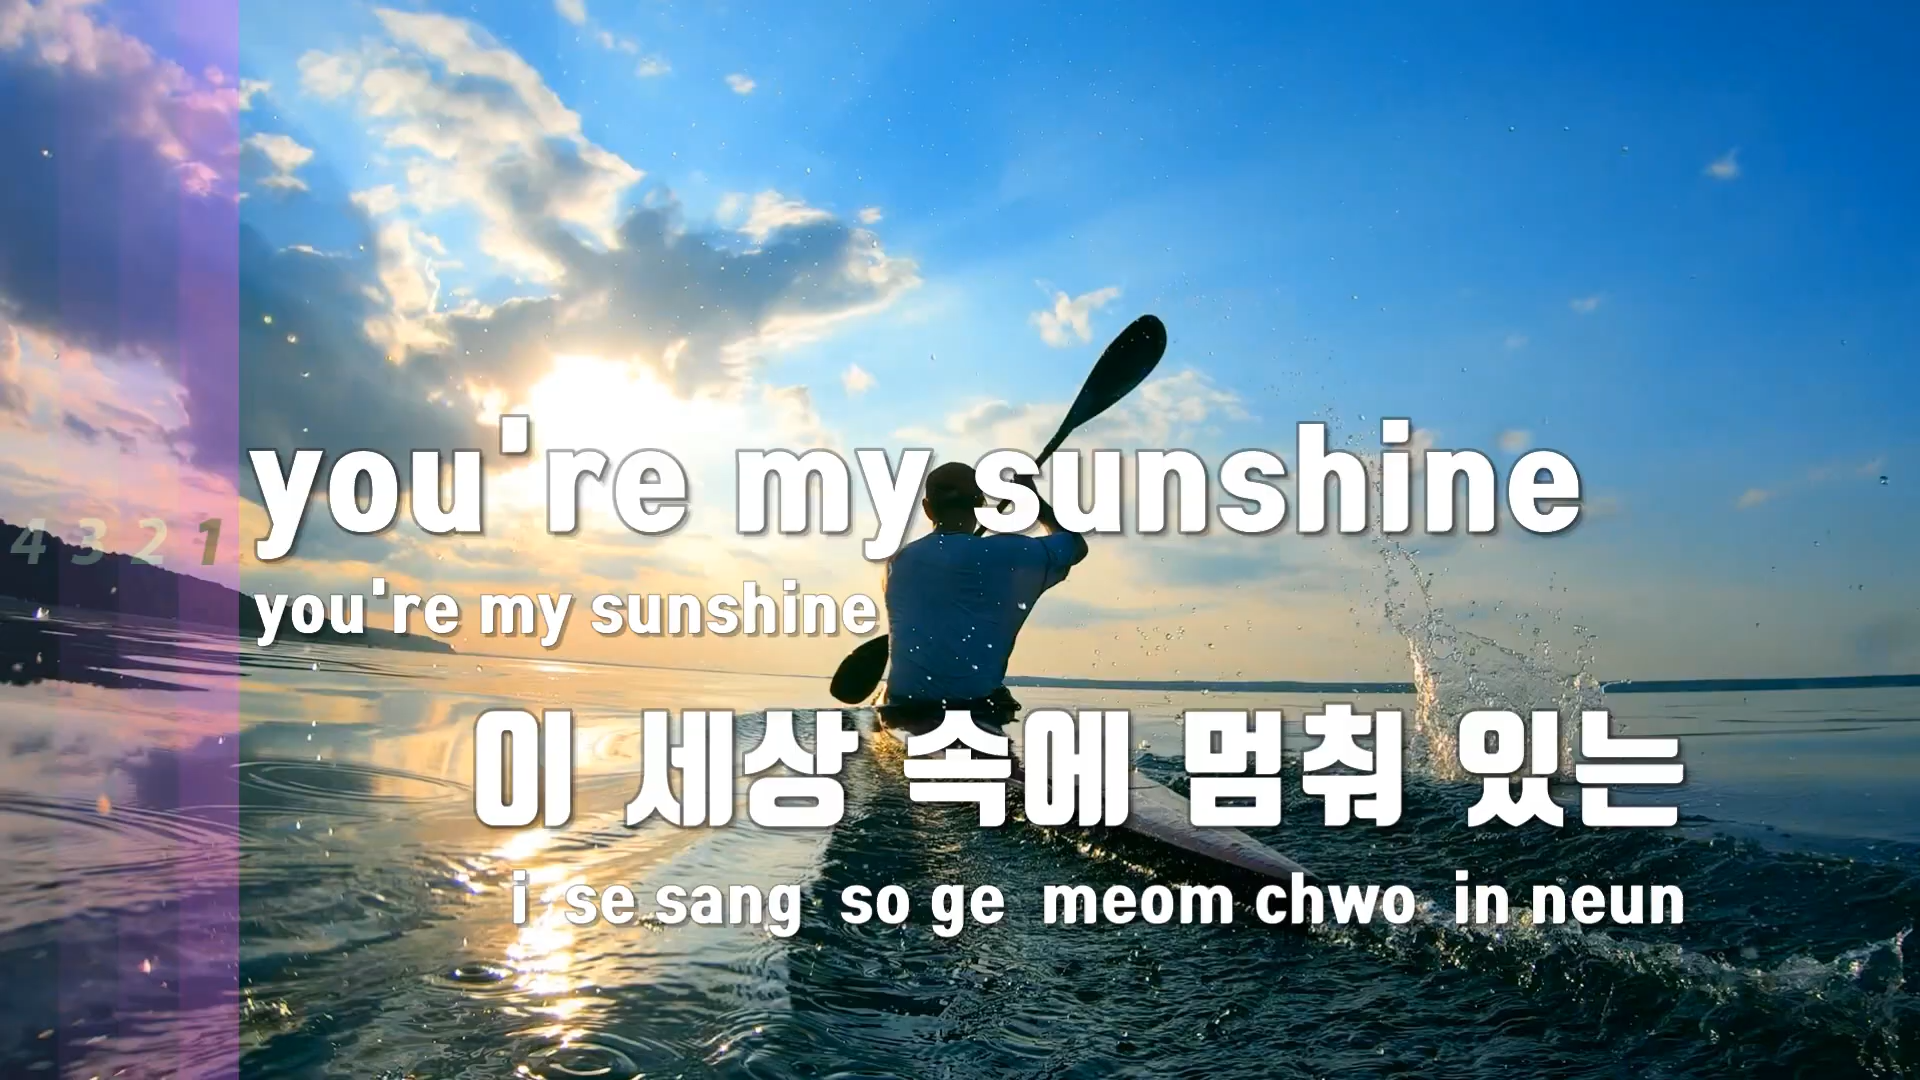 4 3 2 1
you're my sunshine
you're my sunshine
이 세상 속에 멈춰 있는
i se sang so ge meom chwo in neun